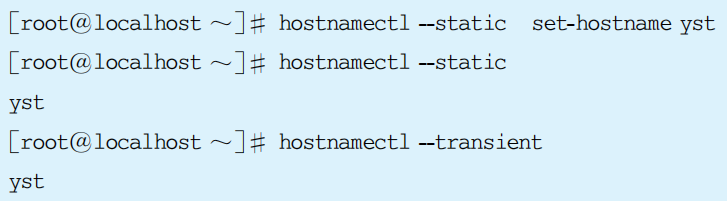 [root@localhost ~]# hostnamectl --static set-hostname yst
[root@localhost ~]# hostnamectl --static
yst
[root@localhost ~]# hostnamectl --transient
yst